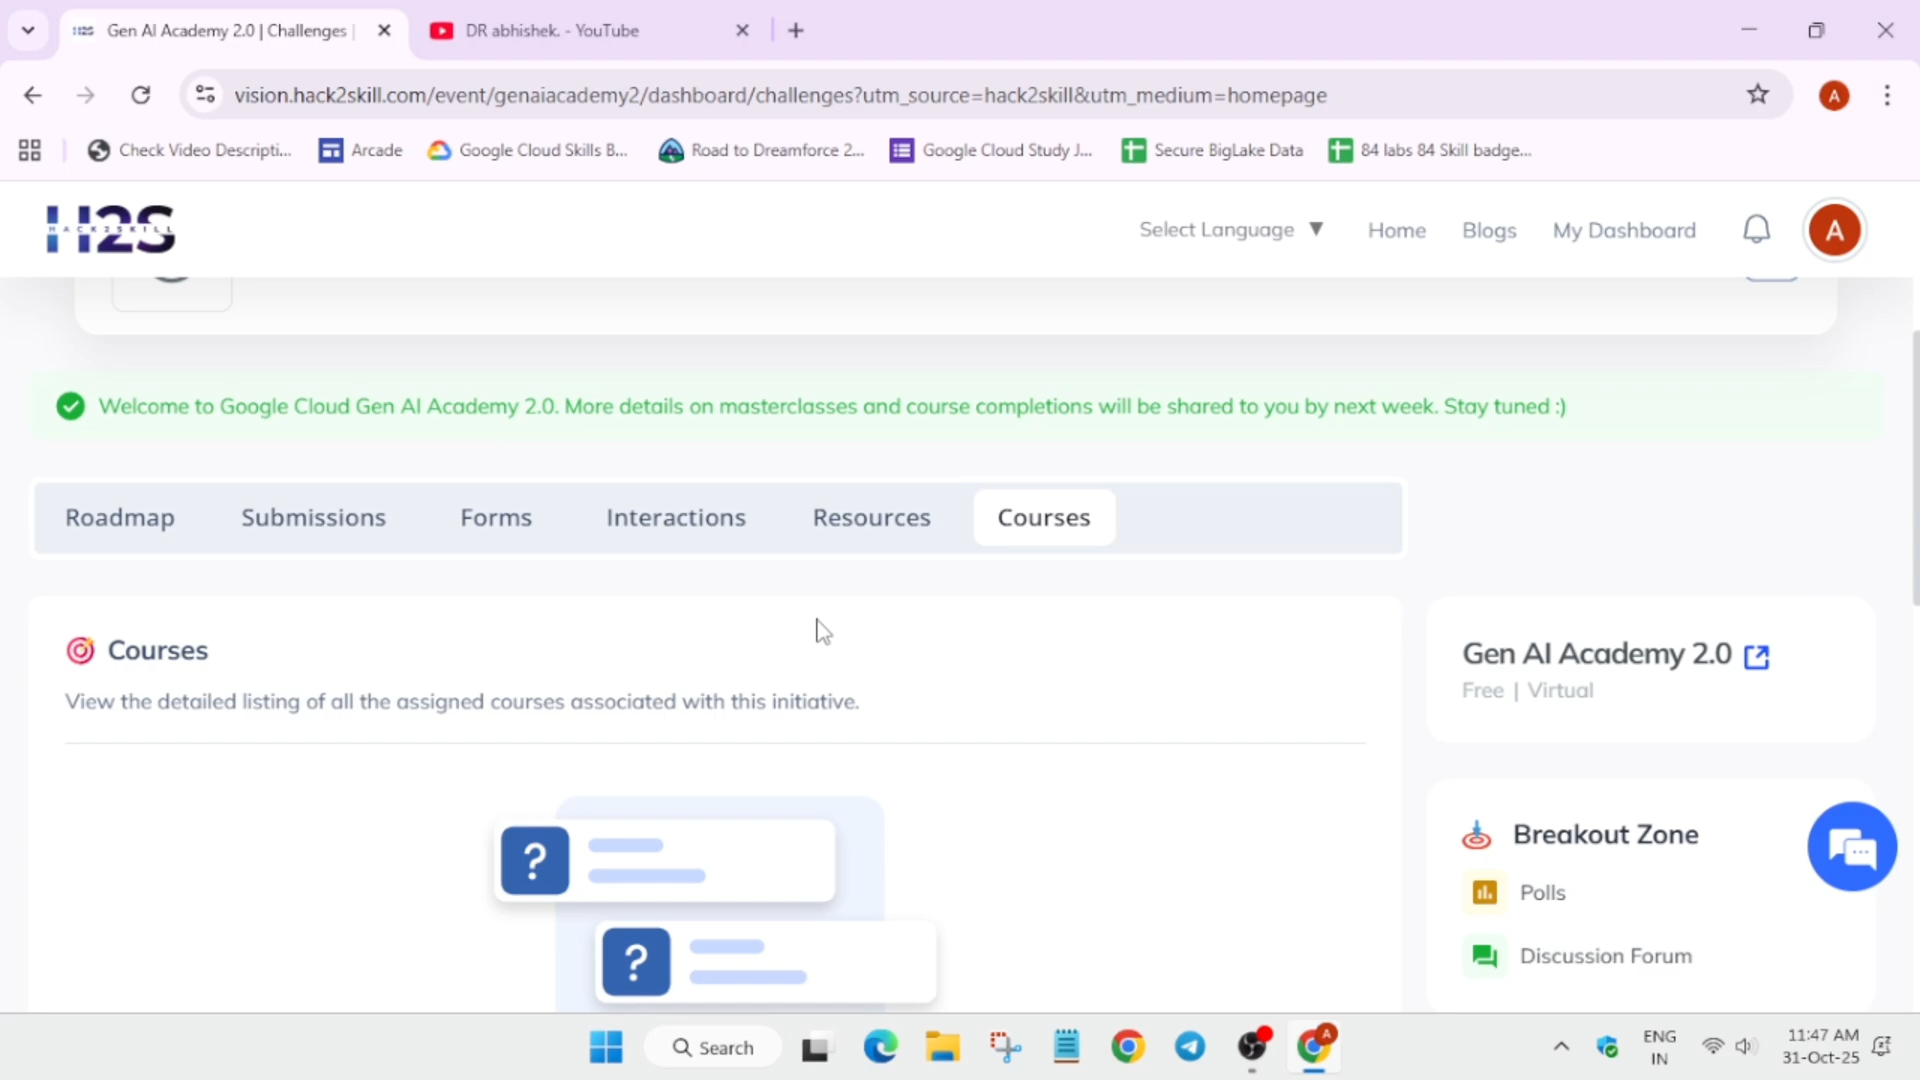 Gen AI Academy 2.0 | Challenges |
DR abhishek. - YouTube
vision.hack2skill.com/event/genaiacademy2/dashboard/challenges?utm_source=hack2skill&utm_medium=homepage
A
Check Video Descripti...
Arcade
Google Cloud Skills B...
Road to Dreamforce 2...
Google Cloud Study J...
Secure BigLake Data
84 labs 84 Skill badge...
H2S
HACK2SKILL
Select Language ▼
Home
Blogs
My Dashboard
A
Welcome to Google Cloud Gen AI Academy 2.0. More details on masterclasses and course completions will be shared to you by next week. Stay tuned :)
Roadmap
Submissions
Forms
Interactions
Resources
Courses
Courses
View the detailed listing of all the assigned courses associated with this initiative.
?
?
Gen AI Academy 2.0
Free | Virtual
Breakout Zone
Polls
Discussion Forum
Search
A
ENG
IN
11:47 AM
31-Oct-25